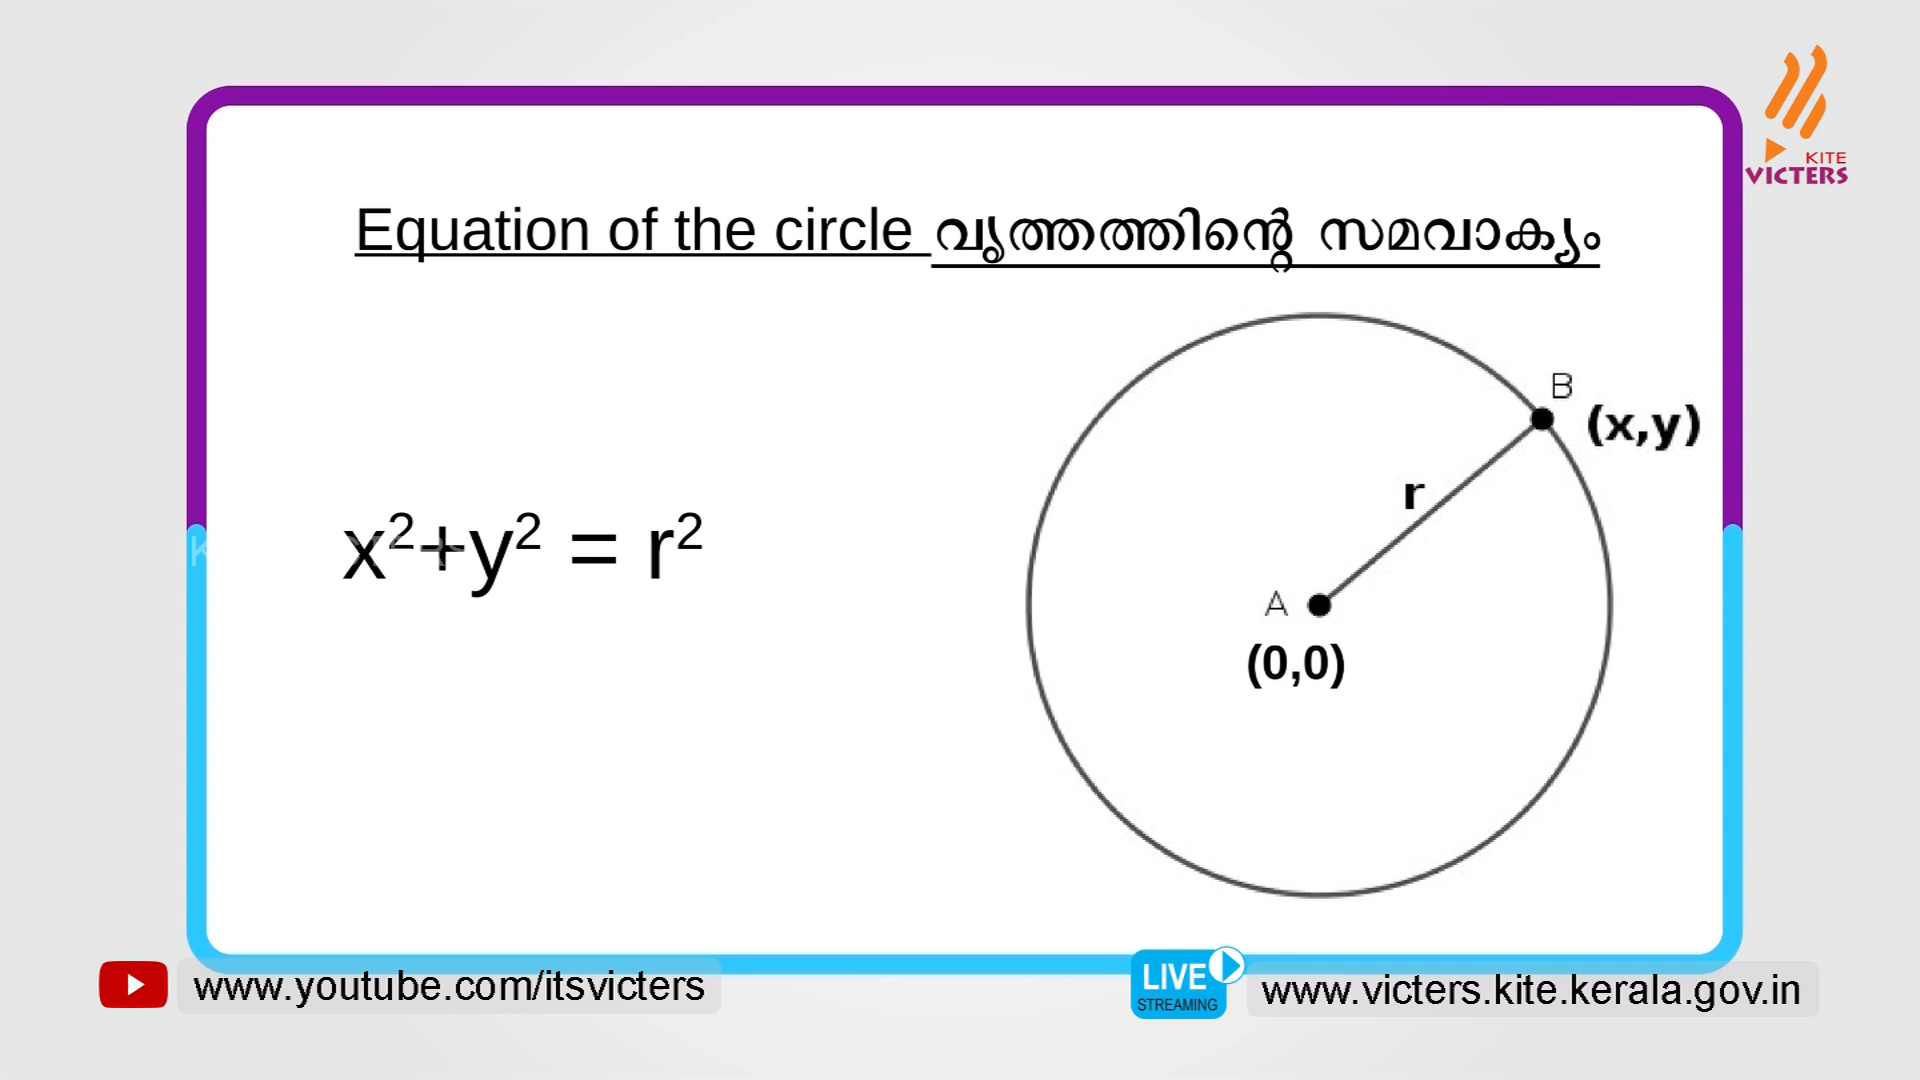 KITE
VICTERS
Equation of the circle വൃത്തത്തിന്റെ സമവാക്യം
B
(x,y)
r
x²+y² = r²
A
(0,0)
www.youtube.com/itsvicters
LIVE
STREAMING
www.victers.kite.kerala.gov.in